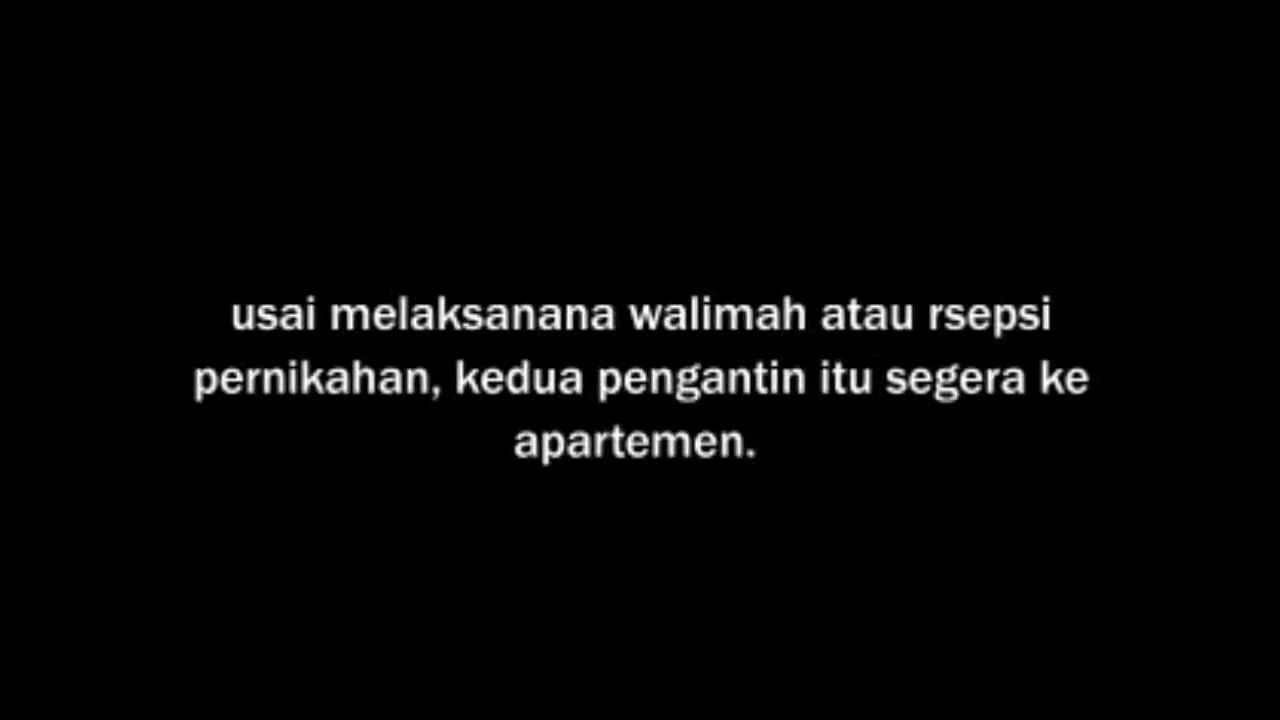 usai melaksanana walimah atau rsepsi
pernikahan, kedua pengantin itu segera ke
apartemen.